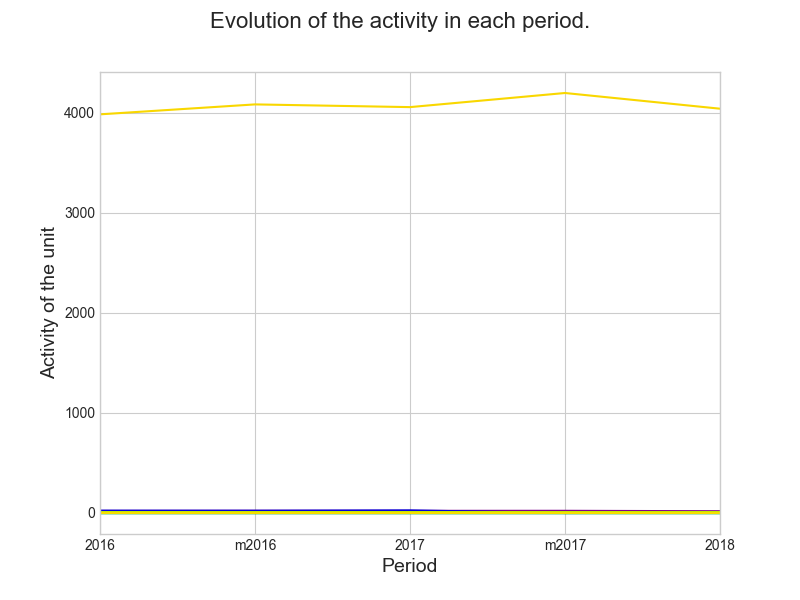 Evolution of the activity in each period.
4000
3000
2000
1000
0
Activity of the unit
2016 m2016 2017 m2017 2018
Period